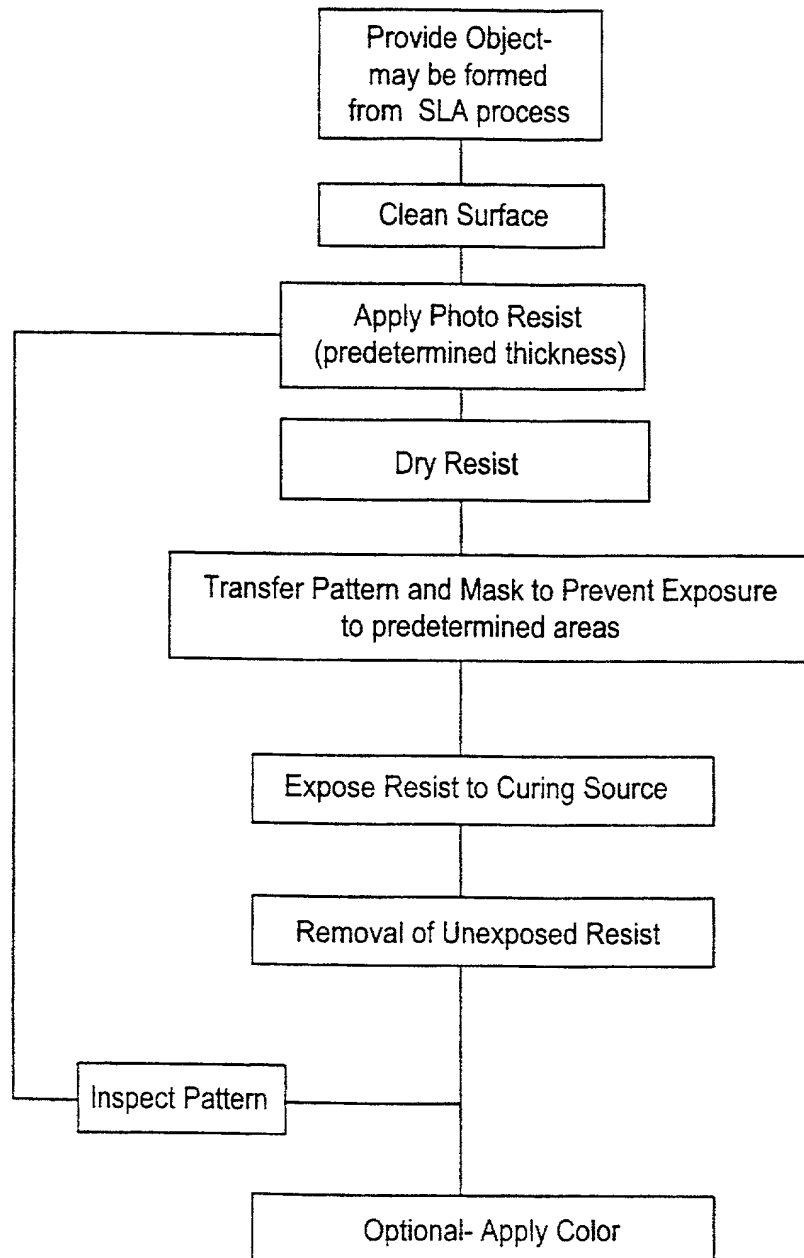 Provide Object-
may be formed
from SLA process
Clean Surface
Apply Photo Resist
(predetermined thickness)
Dry Resist
Transfer Pattern and Mask to Prevent Exposure
to predetermined areas
Expose Resist to Curing Source
Removal of Unexposed Resist
Inspect Pattern
Optional- Apply Color